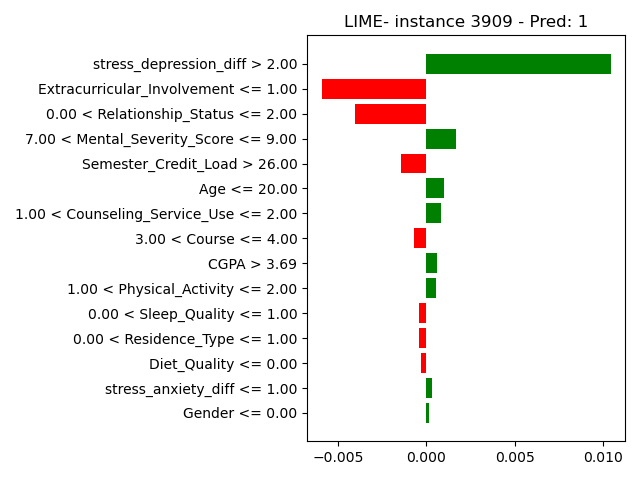 LIME- instance 3909 - Pred: 1
stress_depression_diff > 2.00
Extracurricular_Involvement <= 1.00
0.00 < Relationship_Status <= 2.00
7.00 < Mental_Severity_Score <= 9.00
Semester_Credit_Load > 26.00
Age <= 20.00
1.00 < Counseling_Service_Use <= 2.00
3.00 < Course <= 4.00
CGPA > 3.69
1.00 < Physical_Activity <= 2.00
0.00 < Sleep_Quality <= 1.00
0.00 < Residence_Type <= 1.00
Diet_Quality <= 0.00
stress_anxiety_diff <= 1.00
Gender <= 0.00
−0.005 0.000 0.005 0.010